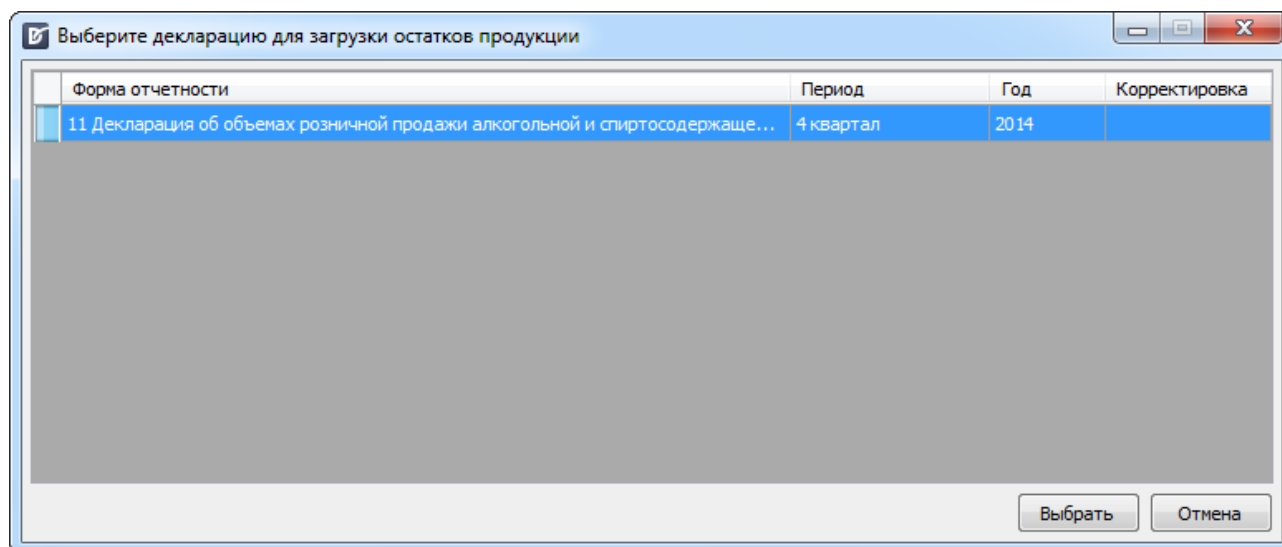 Выберите декларацию для загрузки остатков продукции
Форма отчетности Период Год Корректировка
11 Декларация об объемах розничной продажи алкогольной и спиртосодержаще... 4 квартал 2014
Выбрать Отмена